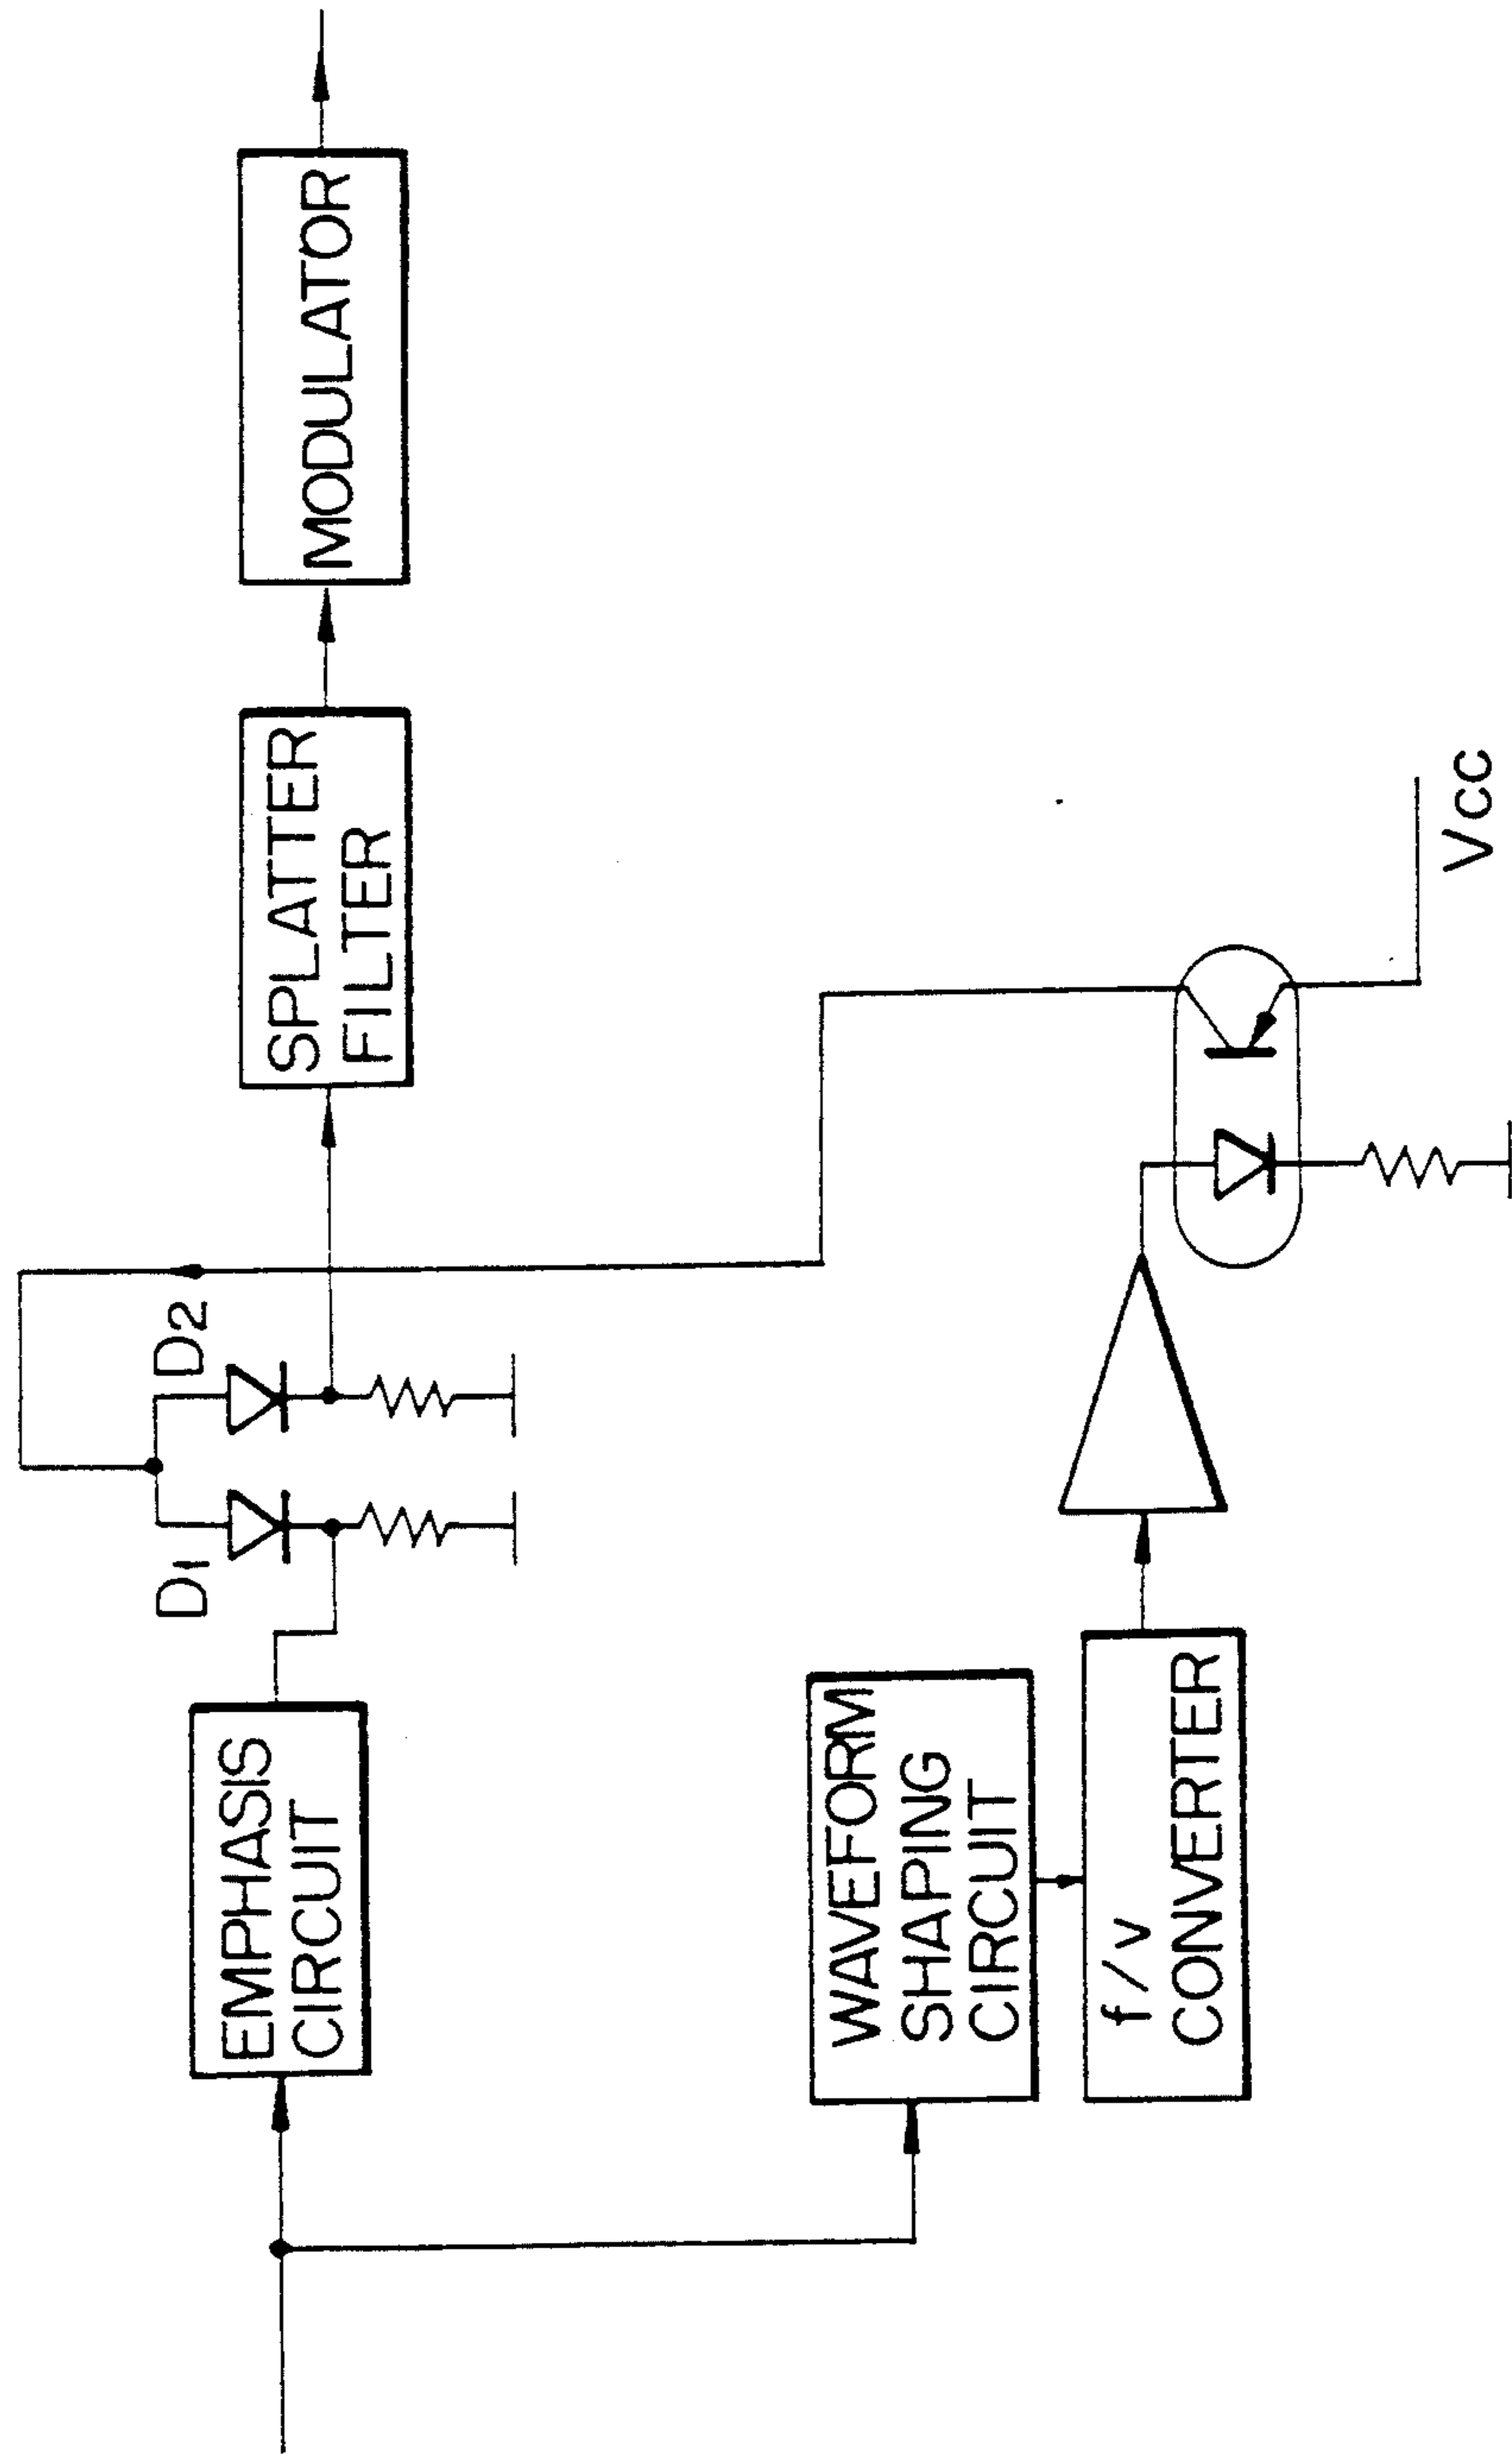 EMPHASIS
CIRCUIT
D1
D2
SPLATTER
FILTER
MODULATOR
WAVEFORM
SHAPING
CIRCUIT
f/v
CONVERTER
Vcc